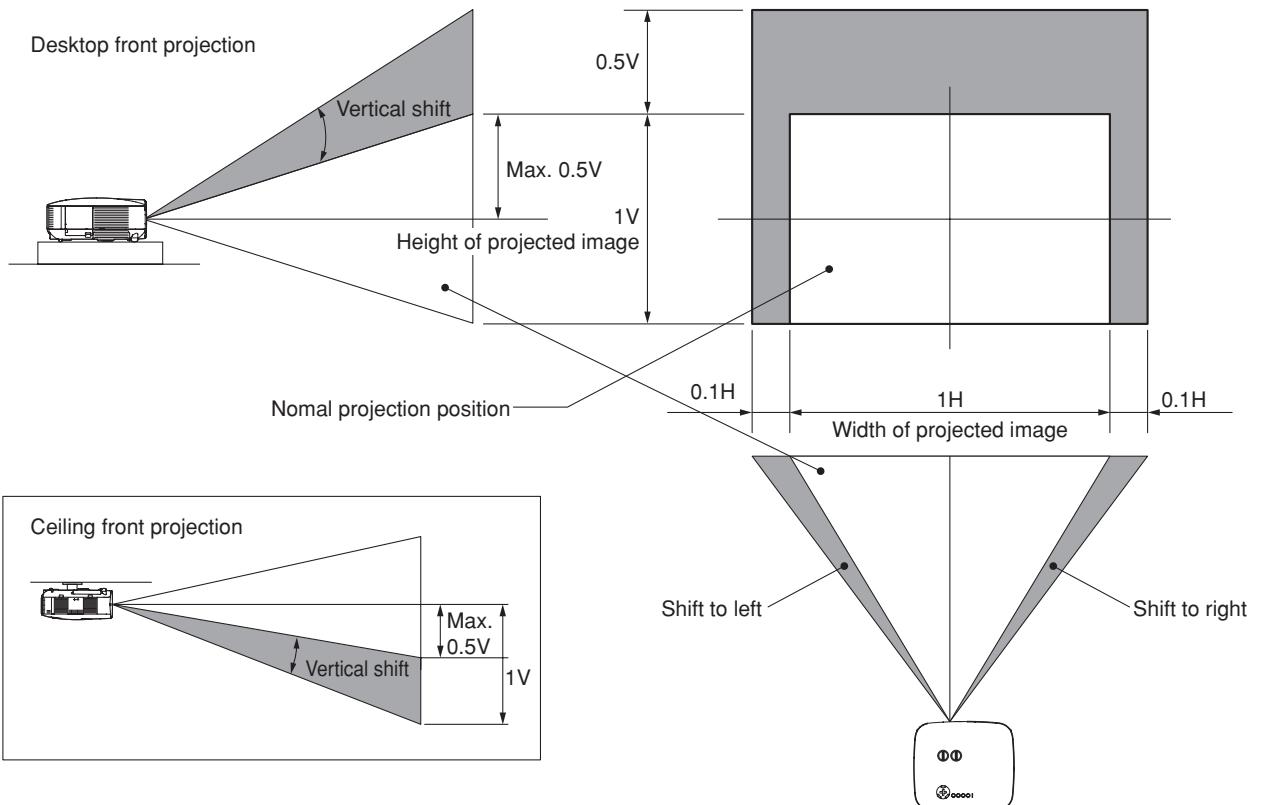 Desktop front projection
Vertical shift
Max. 0.5V
0.5V
1V
Height of projected image
Nomal projection position
0.1H
1H
0.1H
Width of projected image
Shift to left
Shift to right
Ceiling front projection
Max.
0.5V
Vertical shift
1V